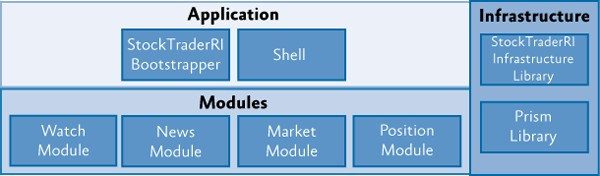 Application
StockTraderRI
Bootstrapper
Shell
Modules
Watch
Module
News
Module
Market
Module
Position
Module
Infrastructure
StockTraderRI
Infrastructure
Library
Prism
Library